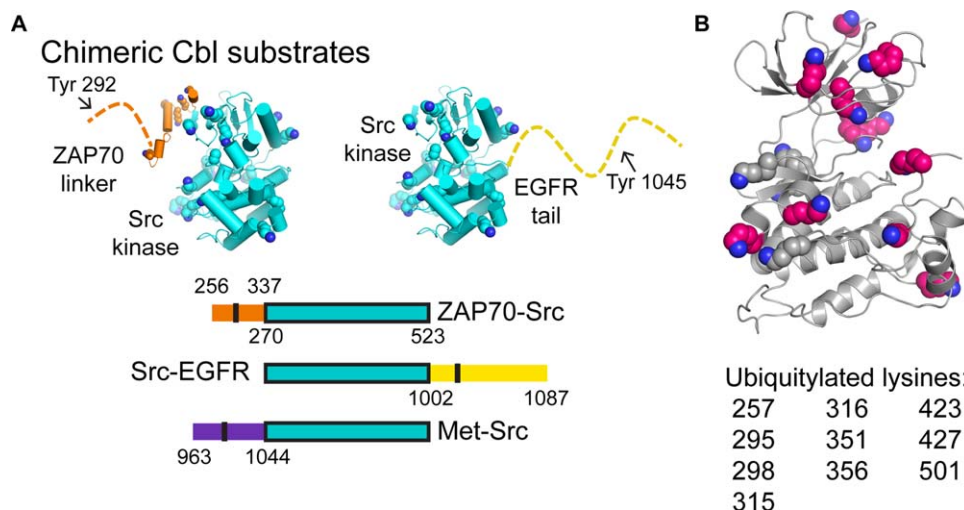 A
Chimeric Cbl substrates
Tyr 292
ZAP70
linker
Src
kinase
Src
kinase
EGFR
tail
Tyr 1045
256 337
ZAP70-Src
270 523
Src-EGFR
1002 1087
Met-Src
963 1044
B
Ubiquitylated lysines:
257 316 423
295 351 427
298 356 501
315